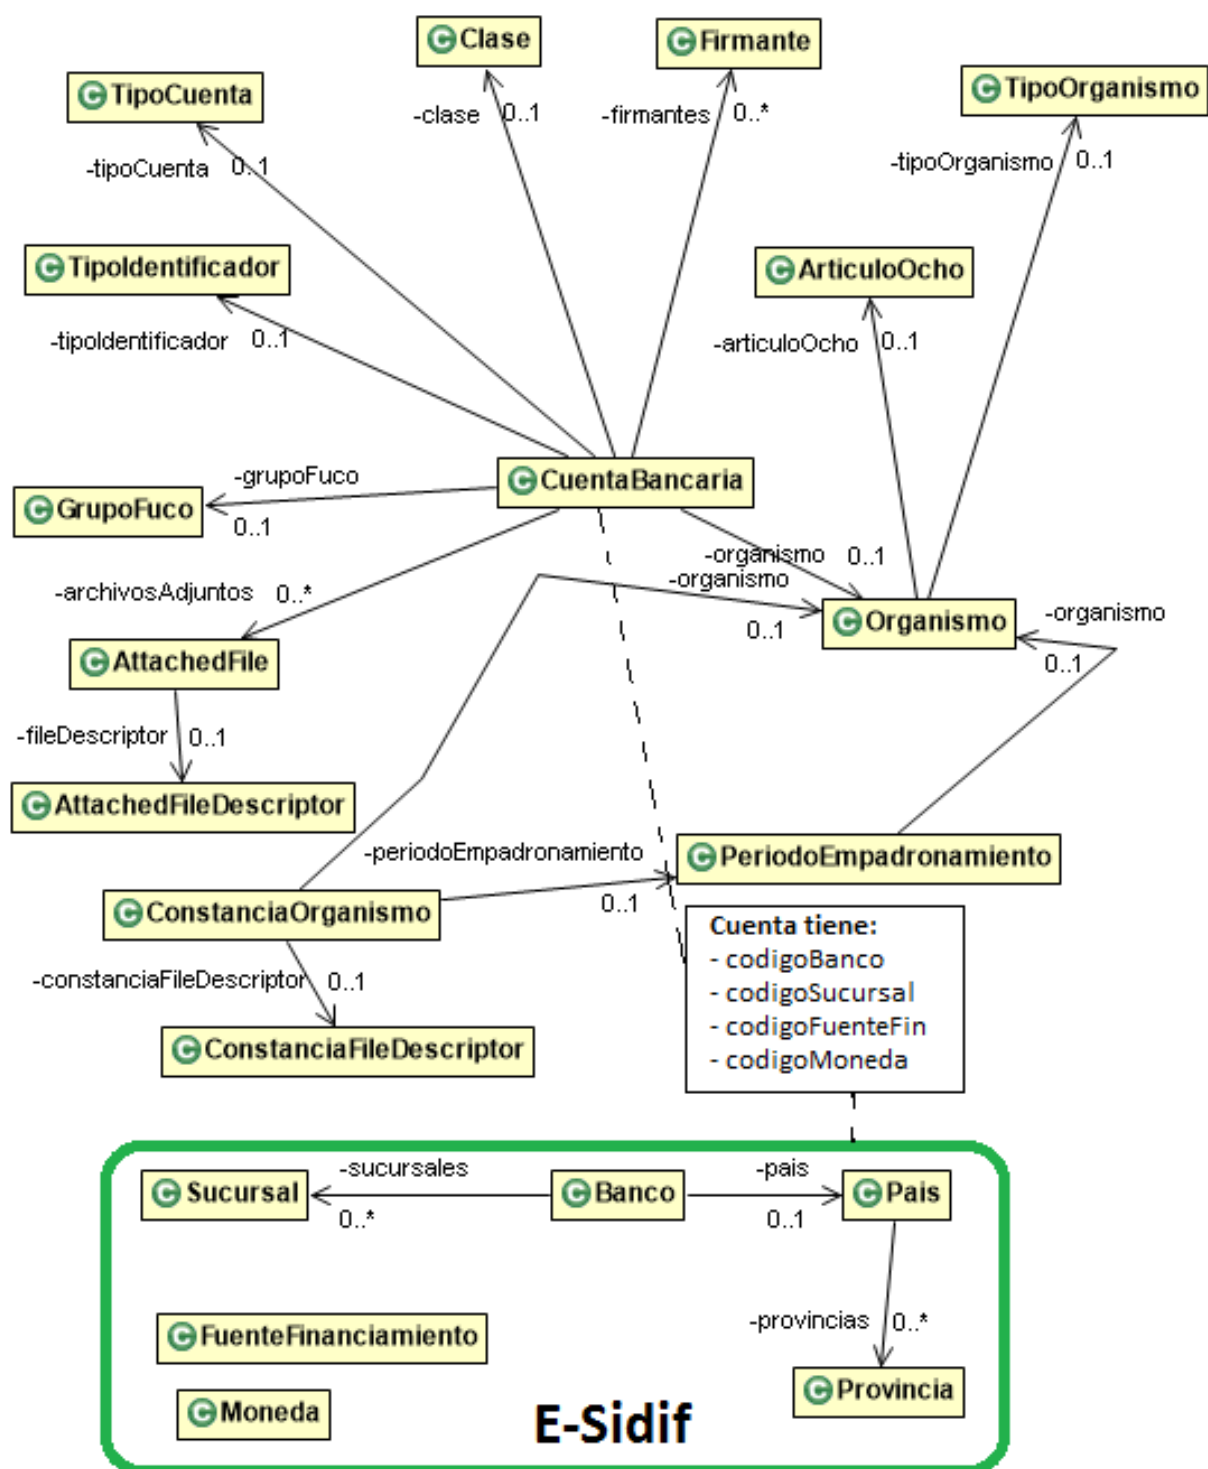 Clase
Firmante
TipoCuenta
TipoOrganismo
-clase 0..1
-firmantes 0..*
-tipoCuenta 0..1
-tipoOrganismo 0..1
TipoIdentificador
ArticuloOcho
-tipoIdentificador 0..1
-articuloOcho 0..1
-grupoFuco
CuentaBancaria
GrupoFuco
0..1
-organismo 0..1
-organismo
-archivosAdjuntos 0..*
0..1
Organismo
-organismo
0..1
AttachedFile
-fileDescriptor 0..1
AttachedFileDescriptor
-periodoEmpadronamiento
0..1
PeriodoEmpadronamiento
ConstanciaOrganismo
Cuenta tiene:
- codigoBanco
- codigoSucursal
- codigoFuenteFin
- codigoMoneda
-constanciaFileDescriptor 0..1
ConstanciaFileDescriptor
-sucursales
-pais
Sucursal
Banco
Pais
0..*
0..1
-provincias 0..*
FuenteFinanciamiento
Provincia
Moneda
E-Sidif